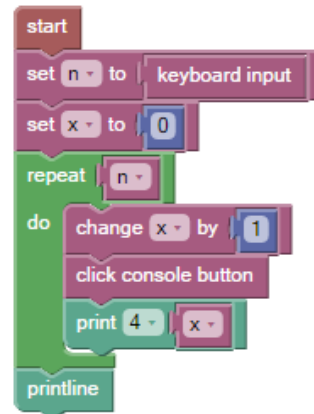 start
set n to keyboard input
set x to 0
repeat n
do change x by 1
click console button
print 4 x
printline